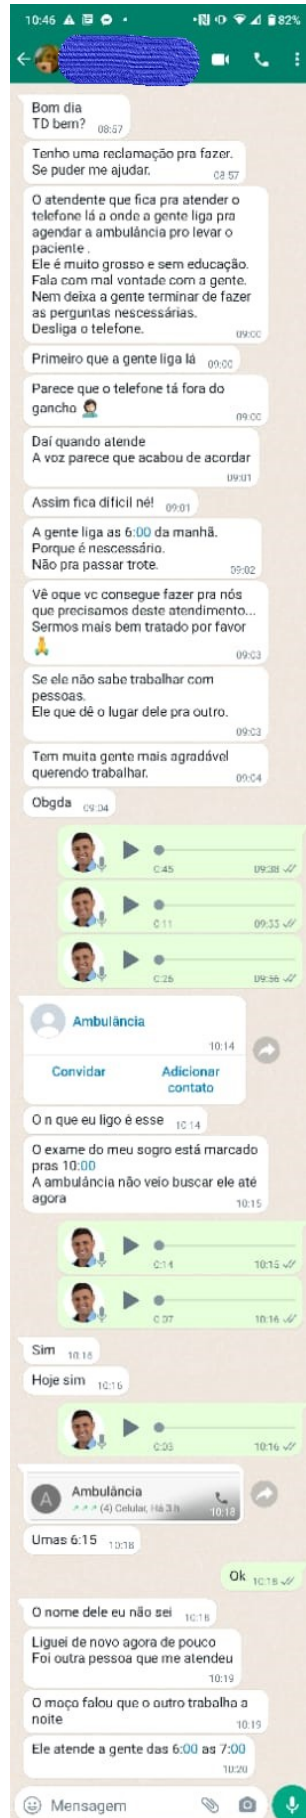 10:46
82%
Bom dia
TD bem? 08:57
Tenho uma reclamação pra fazer.
Se puder me ajudar. 08:57
O atendente que fica pra atender o
telefone lá a onde a gente liga pra
agendar a ambulância pro levar o
paciente .
Ele é muito grosso e sem educação.
Fala com mal vontade com a gente.
Nem deixa a gente terminar de fazer
as perguntas nescessárias.
Desliga o telefone. 09:00
Primeiro que a gente liga lá 09:00
Parece que o telefone tá fora do
gancho 09:00
Daí quando atende
A voz parece que acabou de acordar
09:01
Assim fica difícil né! 09:01
A gente liga as 6:00 da manhã.
Porque é nescessário.
Não pra passar trote. 09:02
Vê oque vc consegue fazer pra nós
que precisamos deste atendimento...
Sermos mais bem tratado por favor
09:03
Se ele não sabe trabalhar com
pessoas.
Ele que dê o lugar dele pra outro.
09:03
Tem muita gente mais agradável
querendo trabalhar. 09:04
Obgda 09:04
0:45
0:11
Ambulância
10:14
Convidar Adicionar
contato
O n que eu ligo é esse 10:14
O exame do meu sogro está marcado
pras 10:00
A ambulância não veio buscar ele até
agora 10:15
0:14 10:15
0:07 10:16
Sim 10:16
Hoje sim 10:16
0:03 10:16
A
Ambulância
(4) Celular, Há 3 h 10:18
Umas 6:15 10:18
Ok 10:18
O nome dele eu não sei 10:18
Liguei de novo agora de pouco
Foi outra pessoa que me atendeu
10:19
O moço falou que o outro trabalha a
noite 10:19
Ele atende a gente das 6:00 as 7:00
10:20
Mensagem